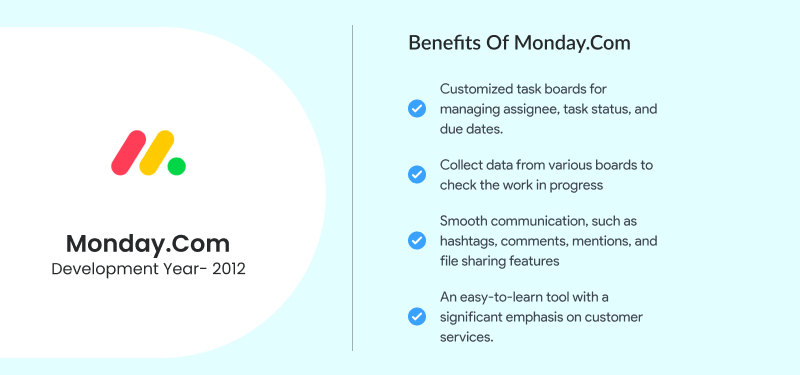 Monday.Com
Development Year- 2012
Benefits Of Monday.Com
Customized task boards for
managing assignee, task status, and
due dates.
Collect data from various boards to
check the work in progress
Smooth communication, such as
hashtags, comments, mentions, and
file sharing features
An easy-to-learn tool with a
significant emphasis on customer
services.